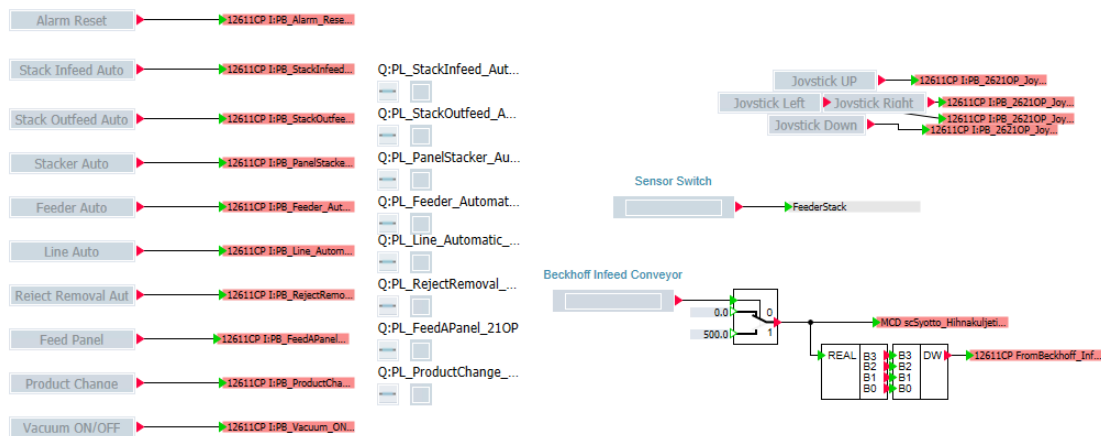 Alarm Reset
12611CP I:PB_Alarm_Rese...
Stack Infeed Auto
12611CP I:PB_StackInfeed...
Q:PL_StackInfeed_Aut...
Stack Outfeed Auto
12611CP I:PB_StackOutfee...
Q:PL_StackOutfeed_A...
Stacker Auto
12611CP I:PB_PanelStacke...
Q:PL_PanelStacker_Au...
Feeder Auto
12611CP I:PB_Feeder_Aut...
Q:PL_Feeder_Automat...
Line Auto
12611CP I:PB_Line_Autom...
Q:PL_Line_Automatic_...
Reject Removal Aut
12611CP I:PB_RejectRemo...
Q:PL_RejectRemoval_...
Feed Panel
12611CP I:PB_FeedAPanel...
Q:PL_FeedAPanel_21OP
Product Change
12611CP I:PB_ProductCha...
Q:PL_ProductChange_...
Vacuum ON/OFF
12611CP I:PB_Vacuum_ON...
Joystick UP
12611CP I:PB_2621OP_Joy...
Joystick Left
Joystick Right
12611CP I:PB_2621OP_Joy...
12611CP I:PB_2621OP_Joy...
Joystick Down
12611CP I:PB_2621OP_Joy...
Sensor Switch
FeederStack
Beckhoff Infeed Conveyor
0.0
0
500.0
1
MCD scSyotto_Hihnakuljeti...
REAL B3 B3 DW
12611CP FromBeckhoff_Inf...
B2 B2
B1 B1
B0 B0